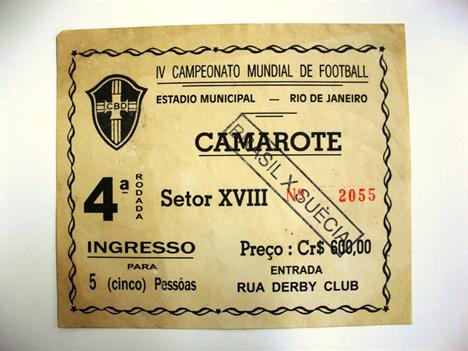 IV CAMPEONATO MUNDIAL DE FOOTBALL
ESTADIO MUNICIPAL — RIO DE JANEIRO
CBD
CAMAROTE
BRASIL X SUÉCIA
4ª RODADA
Setor XVIII
Nº 2055
INGRESSO
PARA
5 (cinco) Pessôas
Preço : Cr$ 600,00
ENTRADA
RUA DERBY CLUB